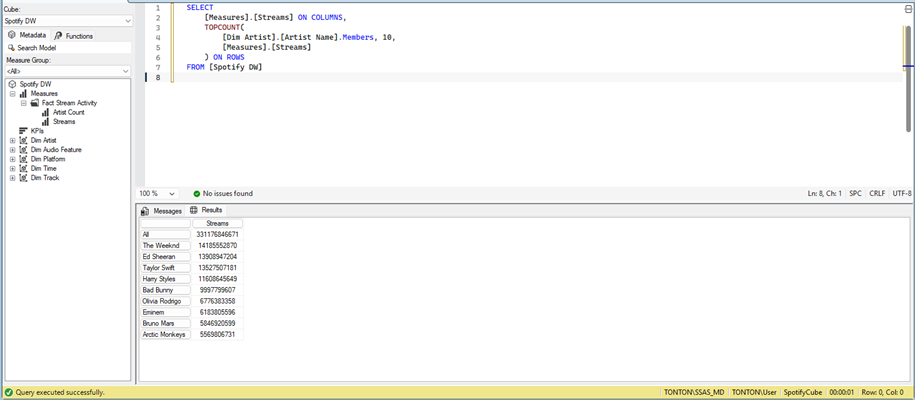 Cube:
Spotify DW
Metadata
Functions
Search Model
Measure Group:
<All>
Spotify DW
Measures
Fact Stream Activity
Artist Count
Streams
KPIs
Dim Artist
Dim Audio Feature
Dim Platform
Dim Time
Dim Track
1 SELECT
2 [Measures].[Streams] ON COLUMNS,
3 TOPCOUNT(
4 [Dim Artist].[Artist Name].Members, 10,
5 [Measures].[Streams]
6 ) ON ROWS
7 FROM [Spotify DW]
8
100 % No issues found Ln: 8, Ch: 1 SPC CRLF UTF-8
Messages Results
Streams
All 331176846671
The Weeknd 14185552870
Ed Sheeran 13908947204
Taylor Swift 13527507181
Harry Styles 11608645649
Bad Bunny 9997799607
Olivia Rodrigo 6776383358
Eminem 6183805596
Bruno Mars 5846920599
Arctic Monkeys 5569806731
Query executed successfully. TONTON\SSAS_MD TONTON\User SpotifyCube 00:00:01 Row: 0, Col: 0